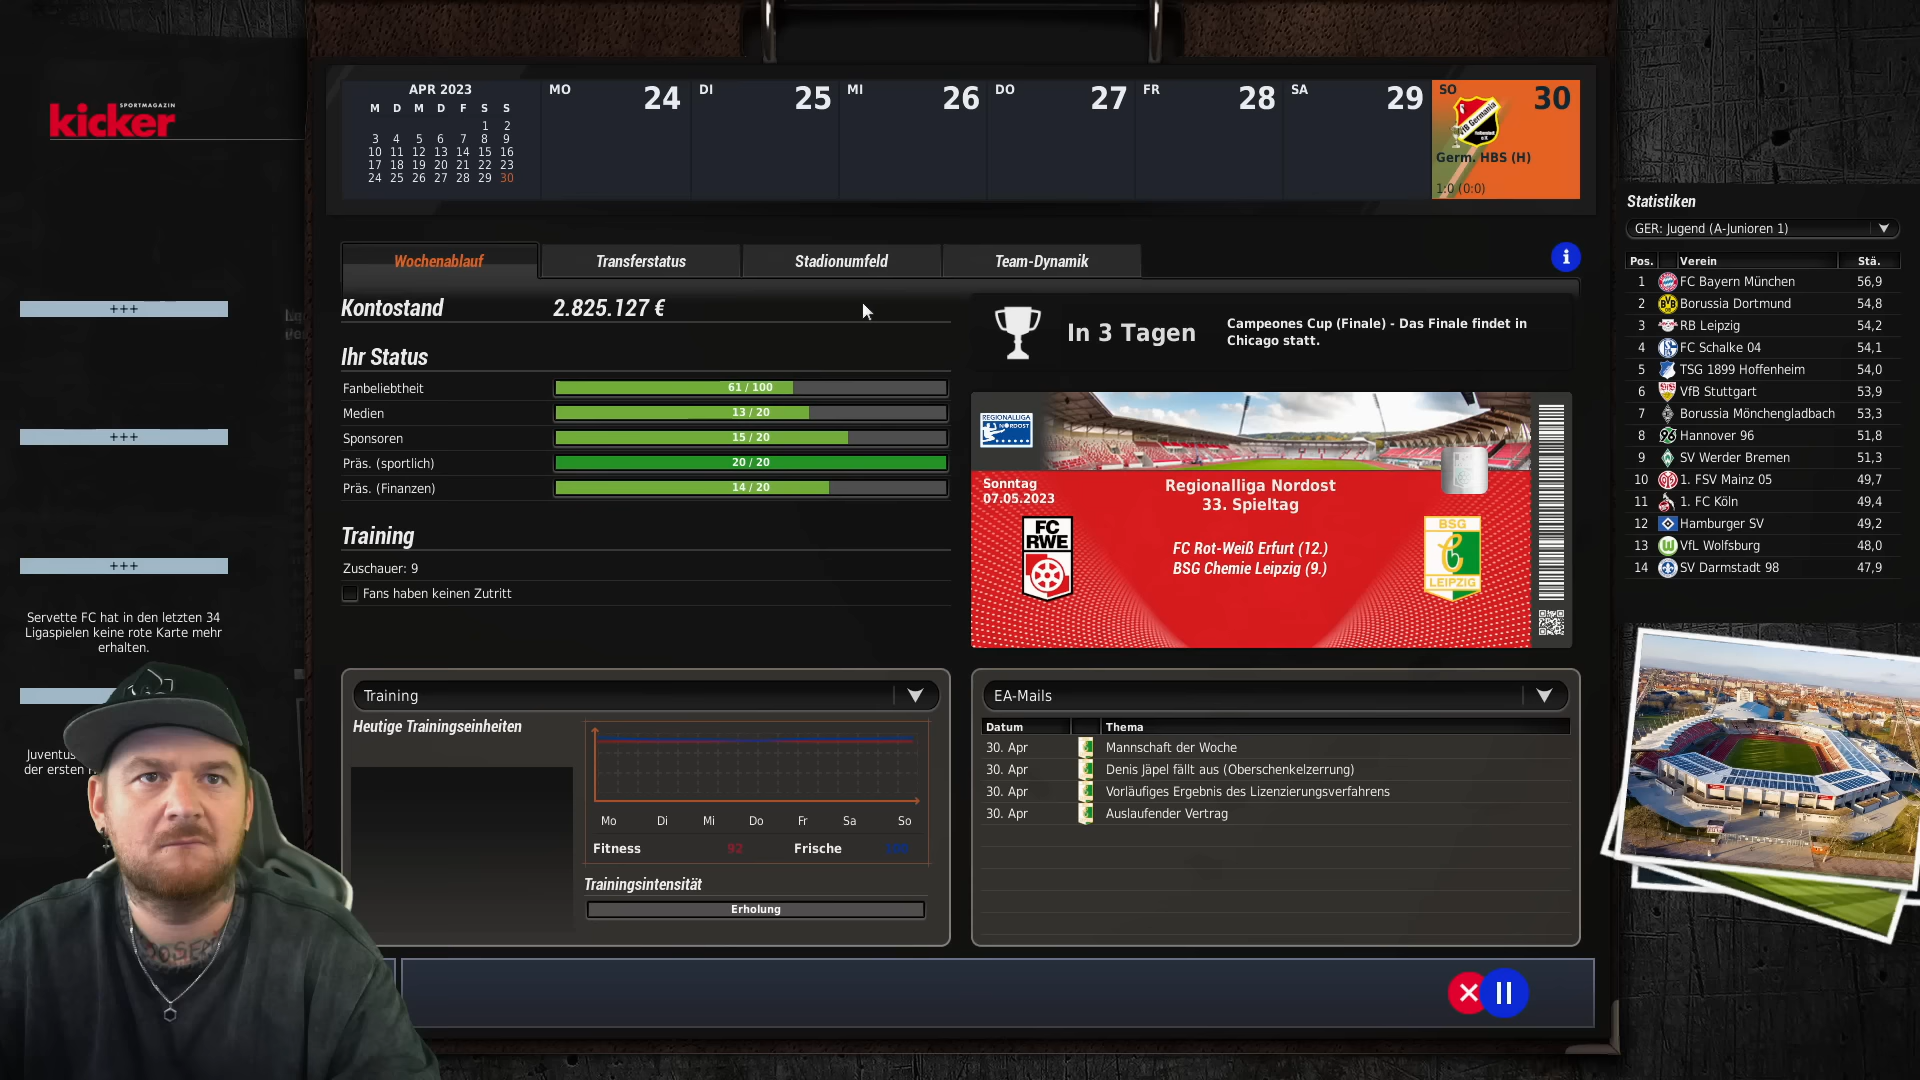 kicker
SPORTMAGAZIN
APR 2023
M D M D F S S
1 2
3 4 5 6 7 8 9
10 11 12 13 14 15 16
17 18 19 20 21 22 23
24 25 26 27 28 29 30
MO 24
DI 25
MI 26
DO 27
FR 28
SA 29
SO 30
Germ. HBS (H)
1:0 (0:0)
Wochenablauf
Transferstatus
Stadionumfeld
Team-Dynamik
i
Kontostand 2.825.127 €
Ihr Status
Fanbeliebtheit 61 / 100
Medien 13 / 20
Sponsoren 15 / 20
Präs. (sportlich) 20 / 20
Präs. (Finanzen) 14 / 20
Training
Zuschauer: 9
Fans haben keinen Zutritt
In 3 Tagen
Campeones Cup (Finale) - Das Finale findet in
Chicago statt.
REGIONALLIGA
NORDOST
Sonntag
07.05.2023
Regionalliga Nordost
33. Spieltag
FC Rot-Weiß Erfurt (12.)
BSG Chemie Leipzig (9.)
FC
RWE
BSG
LEIPZIG
Training
Heutige Trainingseinheiten
Mo Di Mi Do Fr Sa So
Fitness 92 Frische
Trainingsintensität
Erholung
EA-Mails
Datum Thema
30. Apr Mannschaft der Woche
30. Apr Denis Jäpel fällt aus (Oberschenkelzerrung)
30. Apr Vorläufiges Ergebnis des Lizenzierungsverfahrens
30. Apr Auslaufender Vertrag
Statistiken
GER: Jugend (A-Junioren 1)
Pos. Verein Stä.
1 FC Bayern München 56,9
2 Borussia Dortmund 54,8
3 RB Leipzig 54,2
4 FC Schalke 04 54,1
5 TSG 1899 Hoffenheim 54,0
6 VfB Stuttgart 53,9
7 Borussia Mönchengladbach 53,3
8 Hannover 96 51,8
9 SV Werder Bremen 51,3
10 1. FSV Mainz 05 49,7
11 1. FC Köln 49,4
12 Hamburger SV 49,2
13 VfL Wolfsburg 48,0
14 SV Darmstadt 98 47,9
+++
+++
+++
Servette FC hat in den letzten 34
Ligaspielen keine rote Karte mehr
erhalten.
Juventus
der ersten